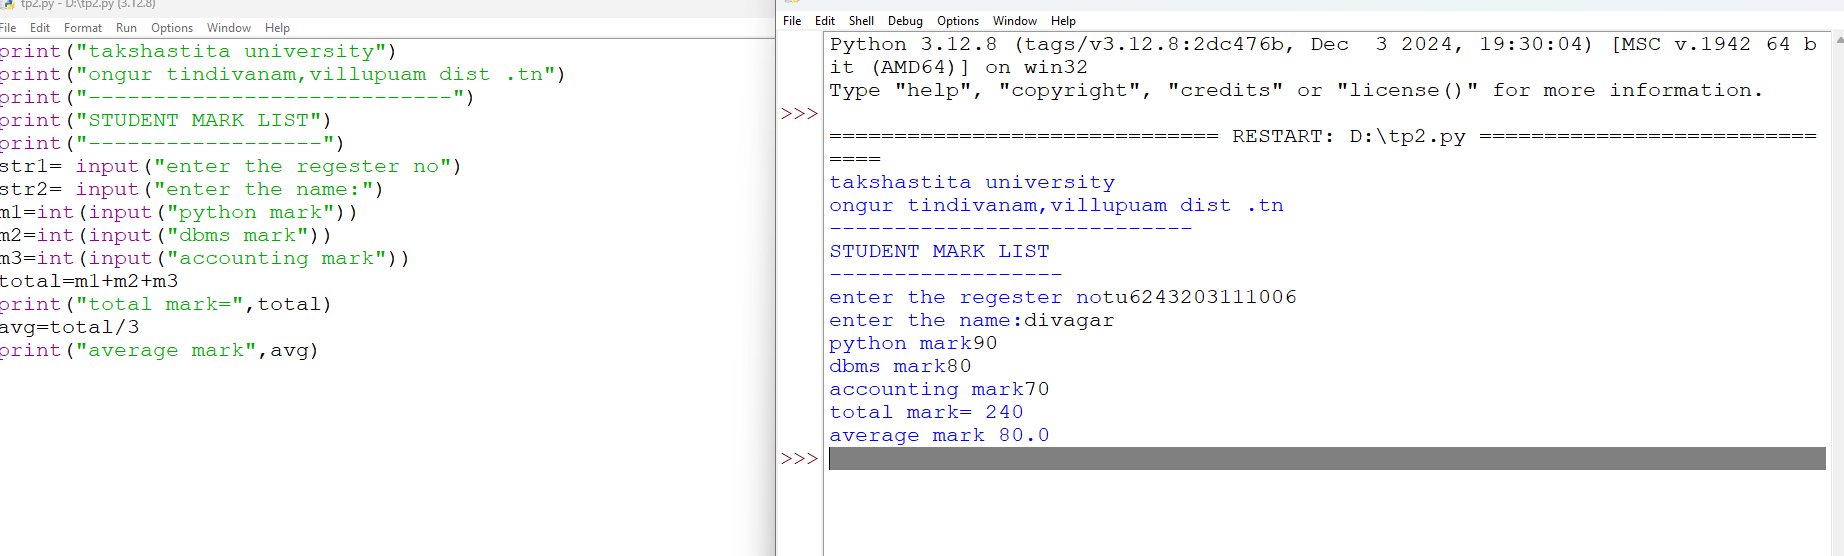 tp2.py - D:\tp2.py (3.12.8)
File Edit Format Run Options Window Help
print("takshastita university")
print("ongur tindivanam,villupuam dist .tn")
print("----------------------------")
print("STUDENT MARK LIST")
print("------------------")
str1= input("enter the regester no")
str2= input("enter the name:")
m1=int(input("python mark"))
m2=int(input("dbms mark"))
m3=int(input("accounting mark"))
total=m1+m2+m3
print("total mark=",total)
avg=total/3
print("average mark",avg)
File Edit Shell Debug Options Window Help
Python 3.12.8 (tags/v3.12.8:2dc476b, Dec  3 2024, 19:30:04) [MSC v.1942 64 b
it (AMD64)] on win32
Type "help", "copyright", "credits" or "license()" for more information.
>>>
============================== RESTART: D:\tp2.py ==========================
====
takshastita university
ongur tindivanam,villupuam dist .tn
----------------------------
STUDENT MARK LIST
------------------
enter the regester notu6243203111006
enter the name:divagar
python mark90
dbms mark80
accounting mark70
total mark= 240
average mark 80.0
>>>